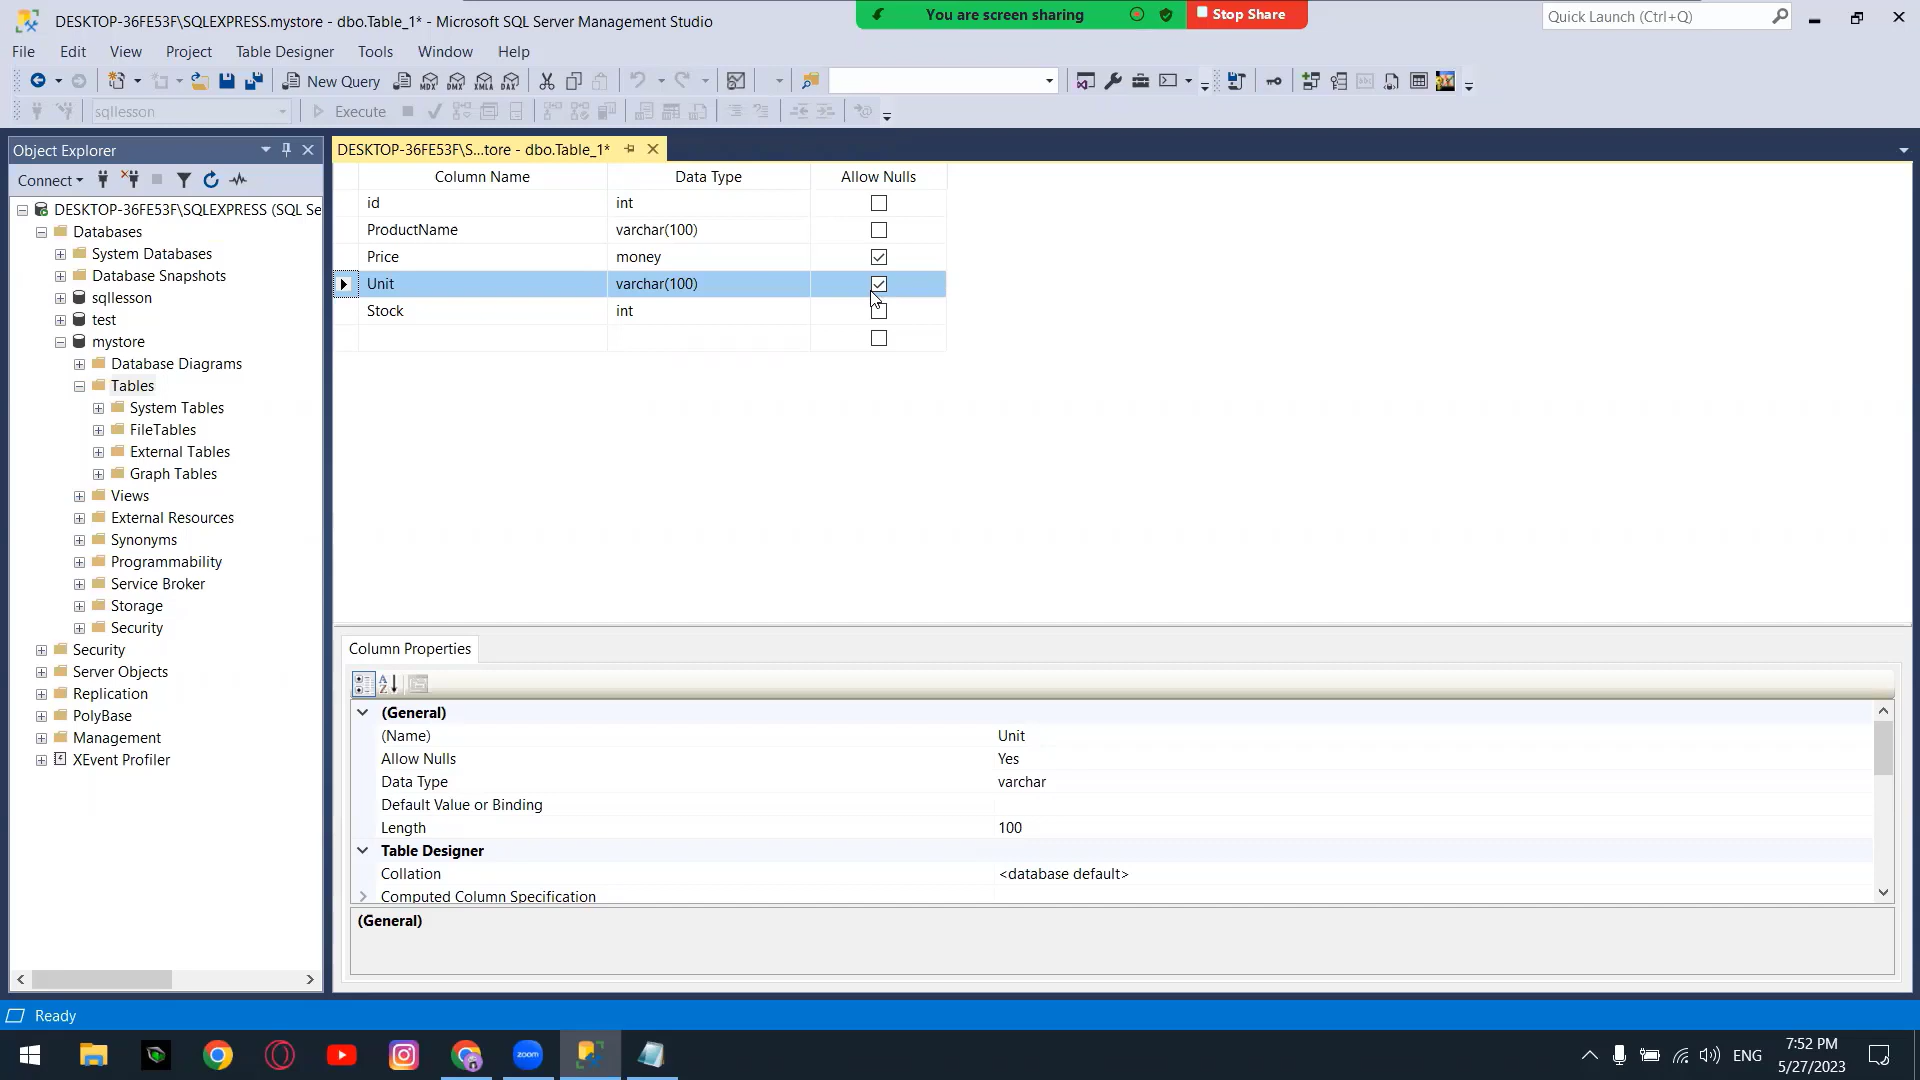 DESKTOP-36FE53F\SQLEXPRESS.mystore - dbo.Table_1* - Microsoft SQL Server Management Studio
You are screen sharing
Stop Share
Quick Launch (Ctrl+Q)
File Edit View Project Table Designer Tools Window Help
New Query
MDX DMX XMLA DAX
sqllesson
Execute
Object Explorer
DESKTOP-36FE53F\S...tore - dbo.Table_1*
Connect
DESKTOP-36FE53F\SQLEXPRESS (SQL Se
Databases
System Databases
Database Snapshots
sqllesson
test
mystore
Database Diagrams
Tables
System Tables
FileTables
External Tables
Graph Tables
Views
External Resources
Synonyms
Programmability
Service Broker
Storage
Security
Security
Server Objects
Replication
PolyBase
Management
XEvent Profiler
Column Name Data Type Allow Nulls
id int
ProductName varchar(100)
Price money
Unit varchar(100)
Stock int
Column Properties
(General)
(Name) Unit
Allow Nulls Yes
Data Type varchar
Default Value or Binding
Length 100
Table Designer
Collation <database default>
Computed Column Specification
(General)
Ready
zoom
ENG
7:52 PM
5/27/2023